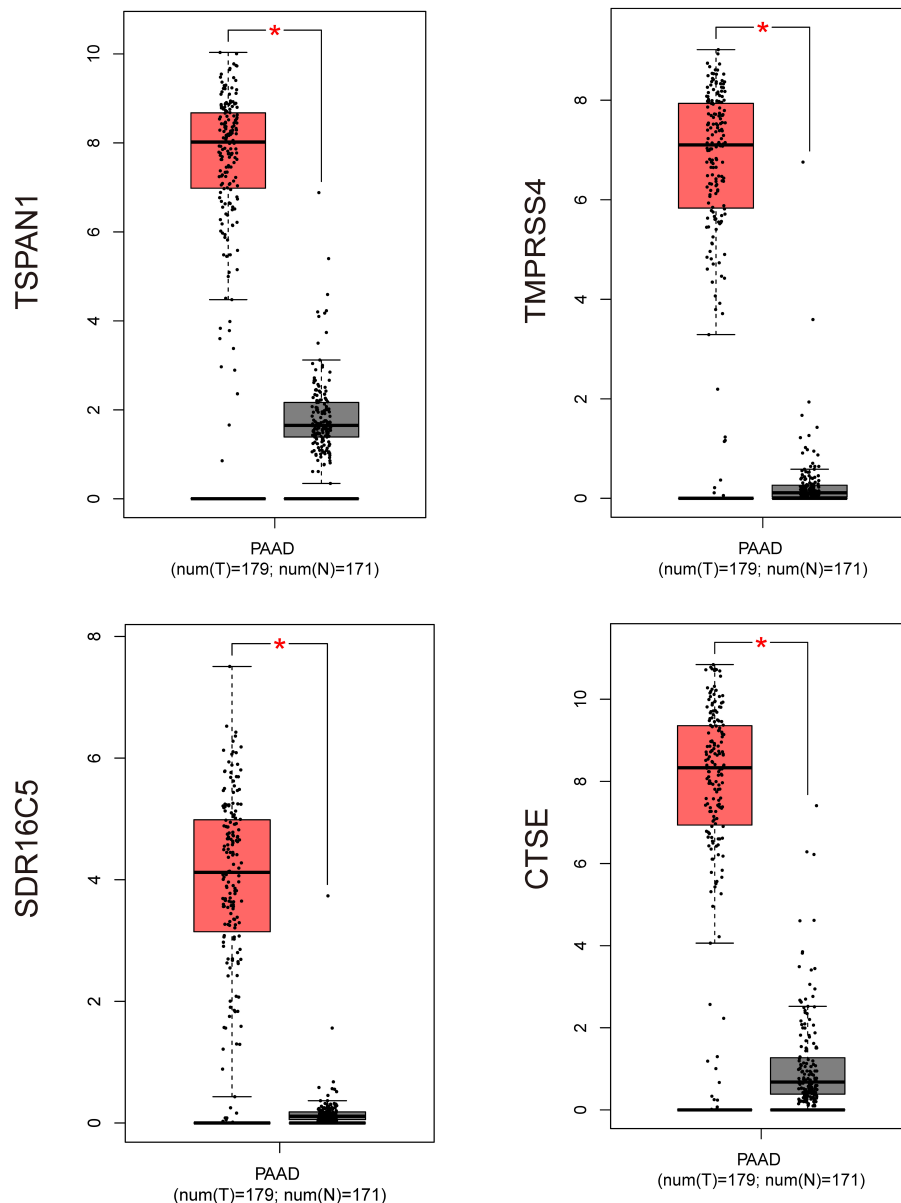 TSPAN1
10
8
6
4
2
0
*
PAAD
(num(T)=179; num(N)=171)
TMPRSS4
8
6
4
2
0
*
PAAD
(num(T)=179; num(N)=171)
SDR16C5
8
6
4
2
0
*
PAAD
(num(T)=179; num(N)=171)
CTSE
10
8
6
4
2
0
*
PAAD
(num(T)=179; num(N)=171)